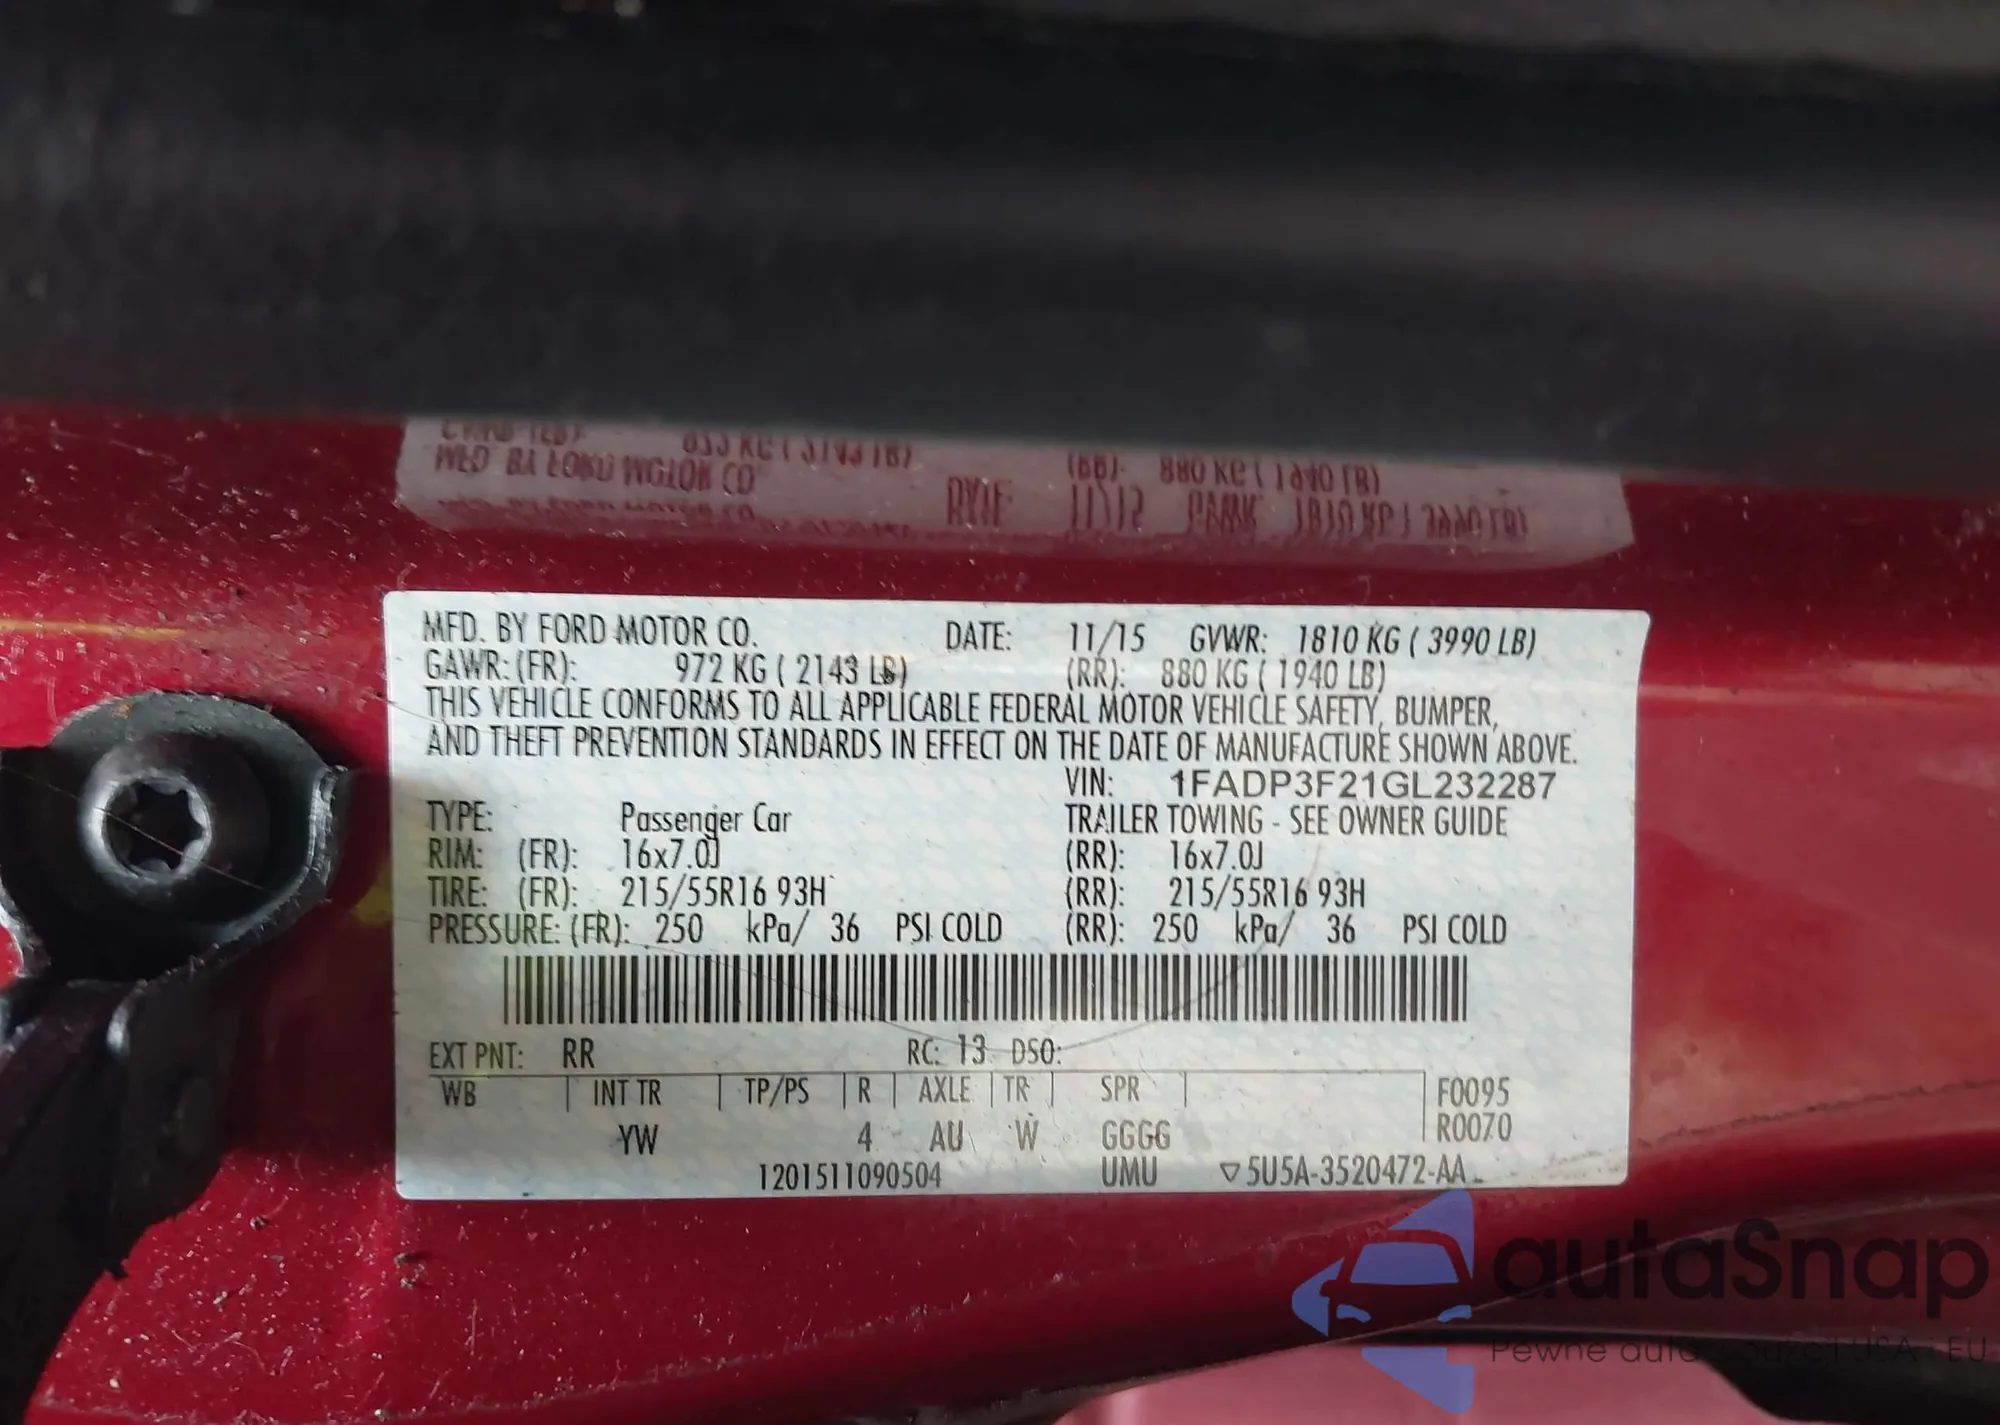 MFD. BY FORD MOTOR CO. DATE: 11/15 GVWR: 1810 KG ( 3990 LB)
GAWR: (FR): 972 KG ( 2143 LB) (RR): 880 KG ( 1940 LB)
THIS VEHICLE CONFORMS TO ALL APPLICABLE FEDERAL MOTOR VEHICLE SAFETY, BUMPER,
AND THEFT PREVENTION STANDARDS IN EFFECT ON THE DATE OF MANUFACTURE SHOWN ABOVE.
VIN: 1FADP3F21GL232287
TYPE: Passenger Car TRAILER TOWING - SEE OWNER GUIDE
RIM: (FR): 16x7.0J (RR): 16x7.0J
TIRE: (FR): 215/55R16 93H (RR): 215/55R16 93H
PRESSURE: (FR): 250 kPa/ 36 PSI COLD (RR): 250 kPa/ 36 PSI COLD
EXT PNT: RR RC: 13 DSO:
WB INT TR TP/PS R AXLE TR SPR F0095
R0070
YW 4 AU W GGGG
1201511090504 UMU ▽5U5A-3520472-AA
autaSnap
Pewne auta USA i EU